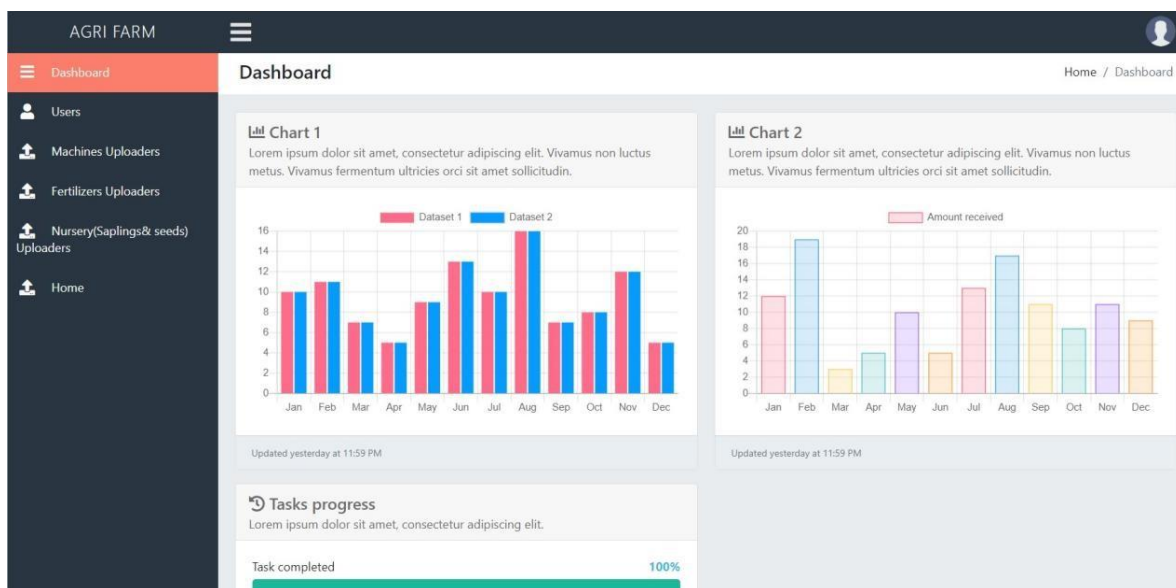 AGRI FARM
Dashboard
Users
Machines Uploaders
Fertilizers Uploaders
Nursery(Saplings& seeds)
Uploaders
Home
Dashboard
Home / Dashboard
Chart 1
Lorem ipsum dolor sit amet, consectetur adipiscing elit. Vivamus non luctus
metus. Vivamus fermentum ultricies orci sit amet sollicitudin.
Dataset 1 Dataset 2
16
14
12
10
8
6
4
2
0
Jan Feb Mar Apr May Jun Jul Aug Sep Oct Nov Dec
Updated yesterday at 11:59 PM
Chart 2
Lorem ipsum dolor sit amet, consectetur adipiscing elit. Vivamus non luctus
metus. Vivamus fermentum ultricies orci sit amet sollicitudin.
Amount received
20
18
16
14
12
10
8
6
4
2
0
Jan Feb Mar Apr May Jun Jul Aug Sep Oct Nov Dec
Updated yesterday at 11:59 PM
Tasks progress
Lorem ipsum dolor sit amet, consectetur adipiscing elit.
Task completed 100%